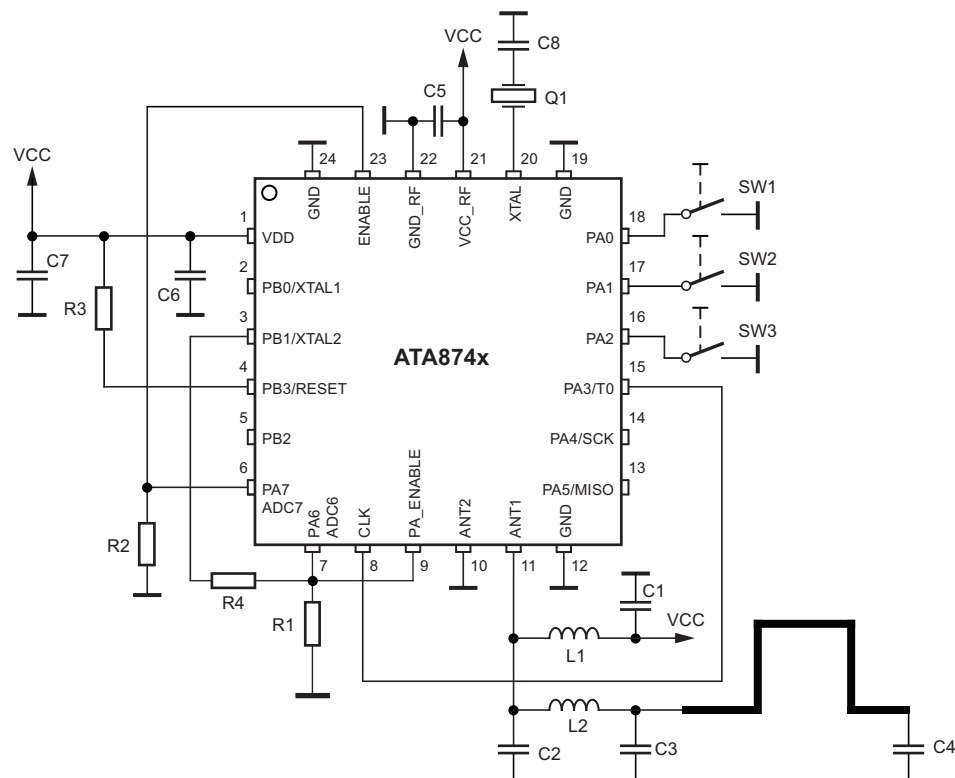 C8
VCC
C5
Q1
24
23
22
21
20
19
VCC
GND
ENABLE
GND_RF
VCC_RF
XTAL
GND
1
VDD
C7
C6
R3
2
PB0/XTAL1
3
PB1/XTAL2
4
PB3/RESET
5
PB2
6
PA7
ADC7
ATA874x
18
PA0
SW1
17
PA1
SW2
16
PA2
SW3
15
PA3/T0
14
PA4/SCK
13
PA5/MISO
PA6
ADC6
CLK
PA_ENABLE
ANT2
ANT1
GND
7
8
9
10
11
12
R2
R4
R1
C1
VCC
L1
L2
C2
C3
C4